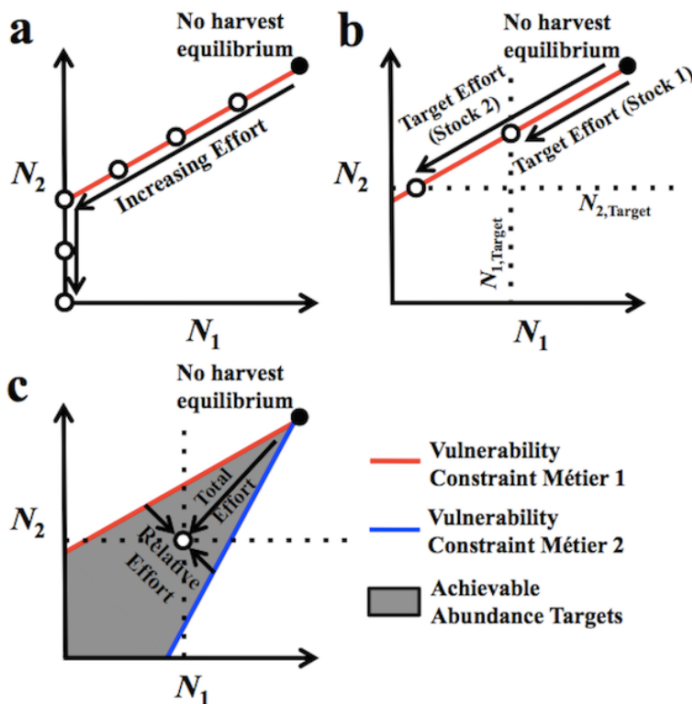 a
No harvest
equilibrium
N2
Increasing Effort
N1
b
No harvest
equilibrium
Target Effort
(Stock 2)
Target Effort (Stock 1)
N2
N2,Target
N1,Target
N1
c
No harvest
equilibrium
Total
Effort
N2
Relative
Effort
N1
Vulnerability
Constraint Métier 1
Vulnerability
Constraint Métier 2
Achievable
Abundance Targets